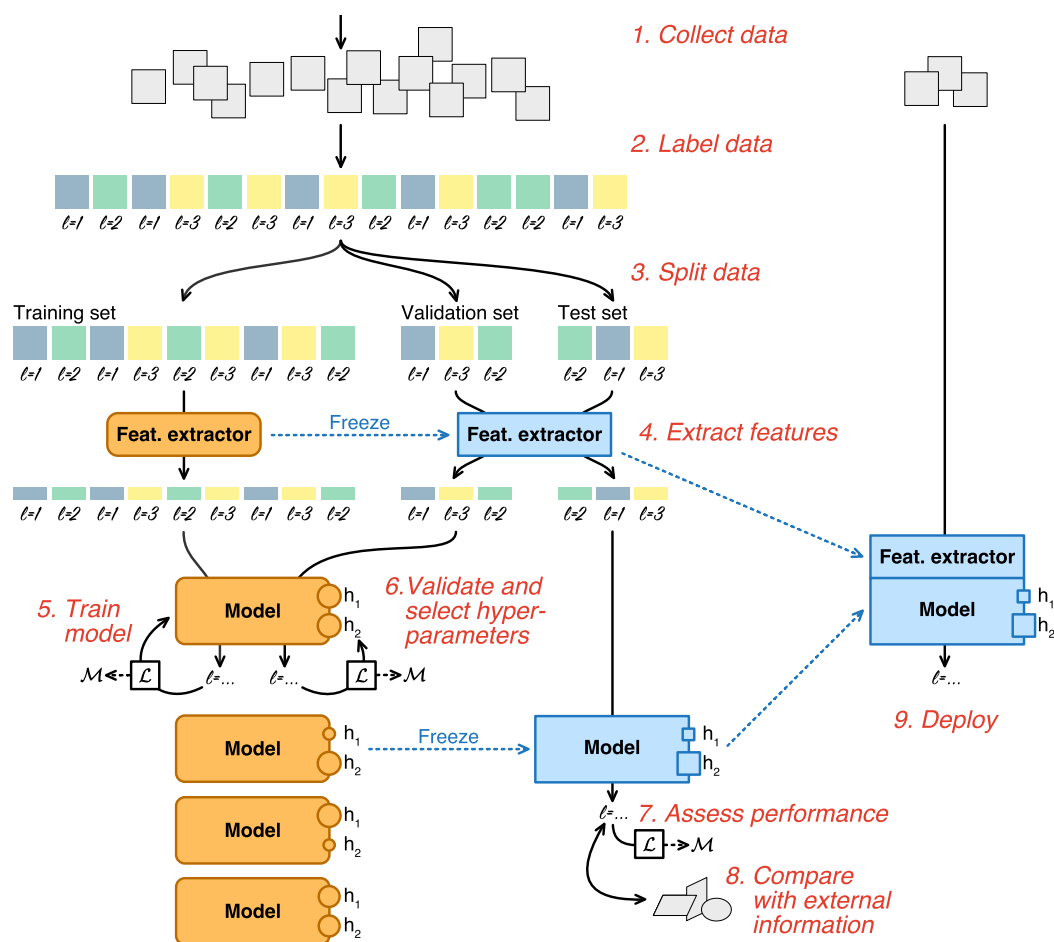 1. Collect data
2. Label data
ℓ=1 ℓ=2 ℓ=1 ℓ=3 ℓ=2 ℓ=3 ℓ=1 ℓ=3 ℓ=2 ℓ=1 ℓ=3 ℓ=2 ℓ=2 ℓ=1 ℓ=3
3. Split data
Training set Validation set Test set
ℓ=1 ℓ=2 ℓ=1 ℓ=3 ℓ=2 ℓ=3 ℓ=1 ℓ=3 ℓ=2 ℓ=1 ℓ=3 ℓ=2 ℓ=2 ℓ=1 ℓ=3
Feat. extractor Freeze Feat. extractor 4. Extract features
ℓ=1 ℓ=2 ℓ=1 ℓ=3 ℓ=2 ℓ=3 ℓ=1 ℓ=3 ℓ=2 ℓ=1 ℓ=3 ℓ=2 ℓ=2 ℓ=1 ℓ=3
5. Train
model
Model h₁
h₂
6. Validate and
select hyper-
parameters
ℳ ℒ ℓ=... ℓ=... ℒ ℳ
Feat. extractor
Model h₁
h₂
ℓ=...
9. Deploy
Model h₁
h₂
Freeze
Model h₁
h₂
Model h₁
h₂
Model h₁
h₂
ℓ=... 7. Assess performance
ℒ ℳ
8. Compare
with external
information